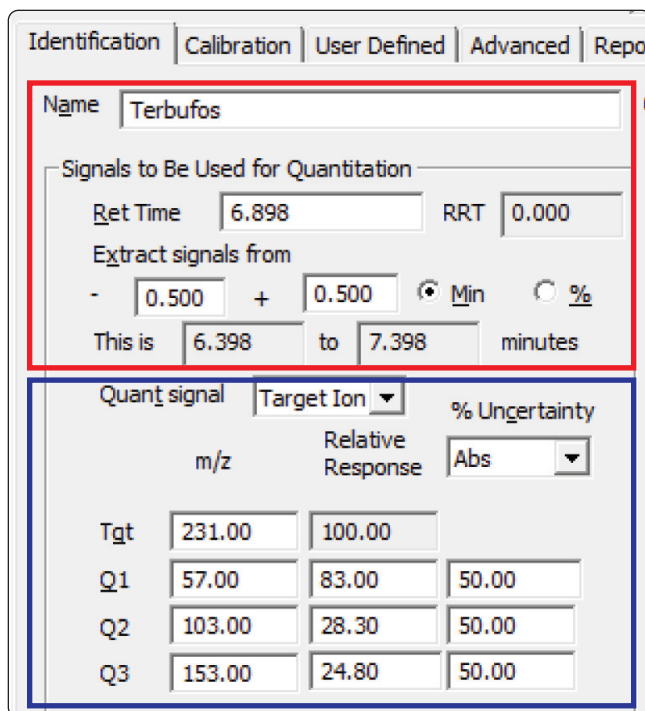 Identification Calibration User Defined Advanced Repo
Name Terbufos
Signals to Be Used for Quantitation
Ret Time 6.898 RRT 0.000
Extract signals from
- 0.500 + 0.500 Min %
This is 6.398 to 7.398 minutes
Quant signal Target Ion
% Uncertainty
m/z Relative Response Abs
Tgt 231.00 100.00
Q1 57.00 83.00 50.00
Q2 103.00 28.30 50.00
Q3 153.00 24.80 50.00